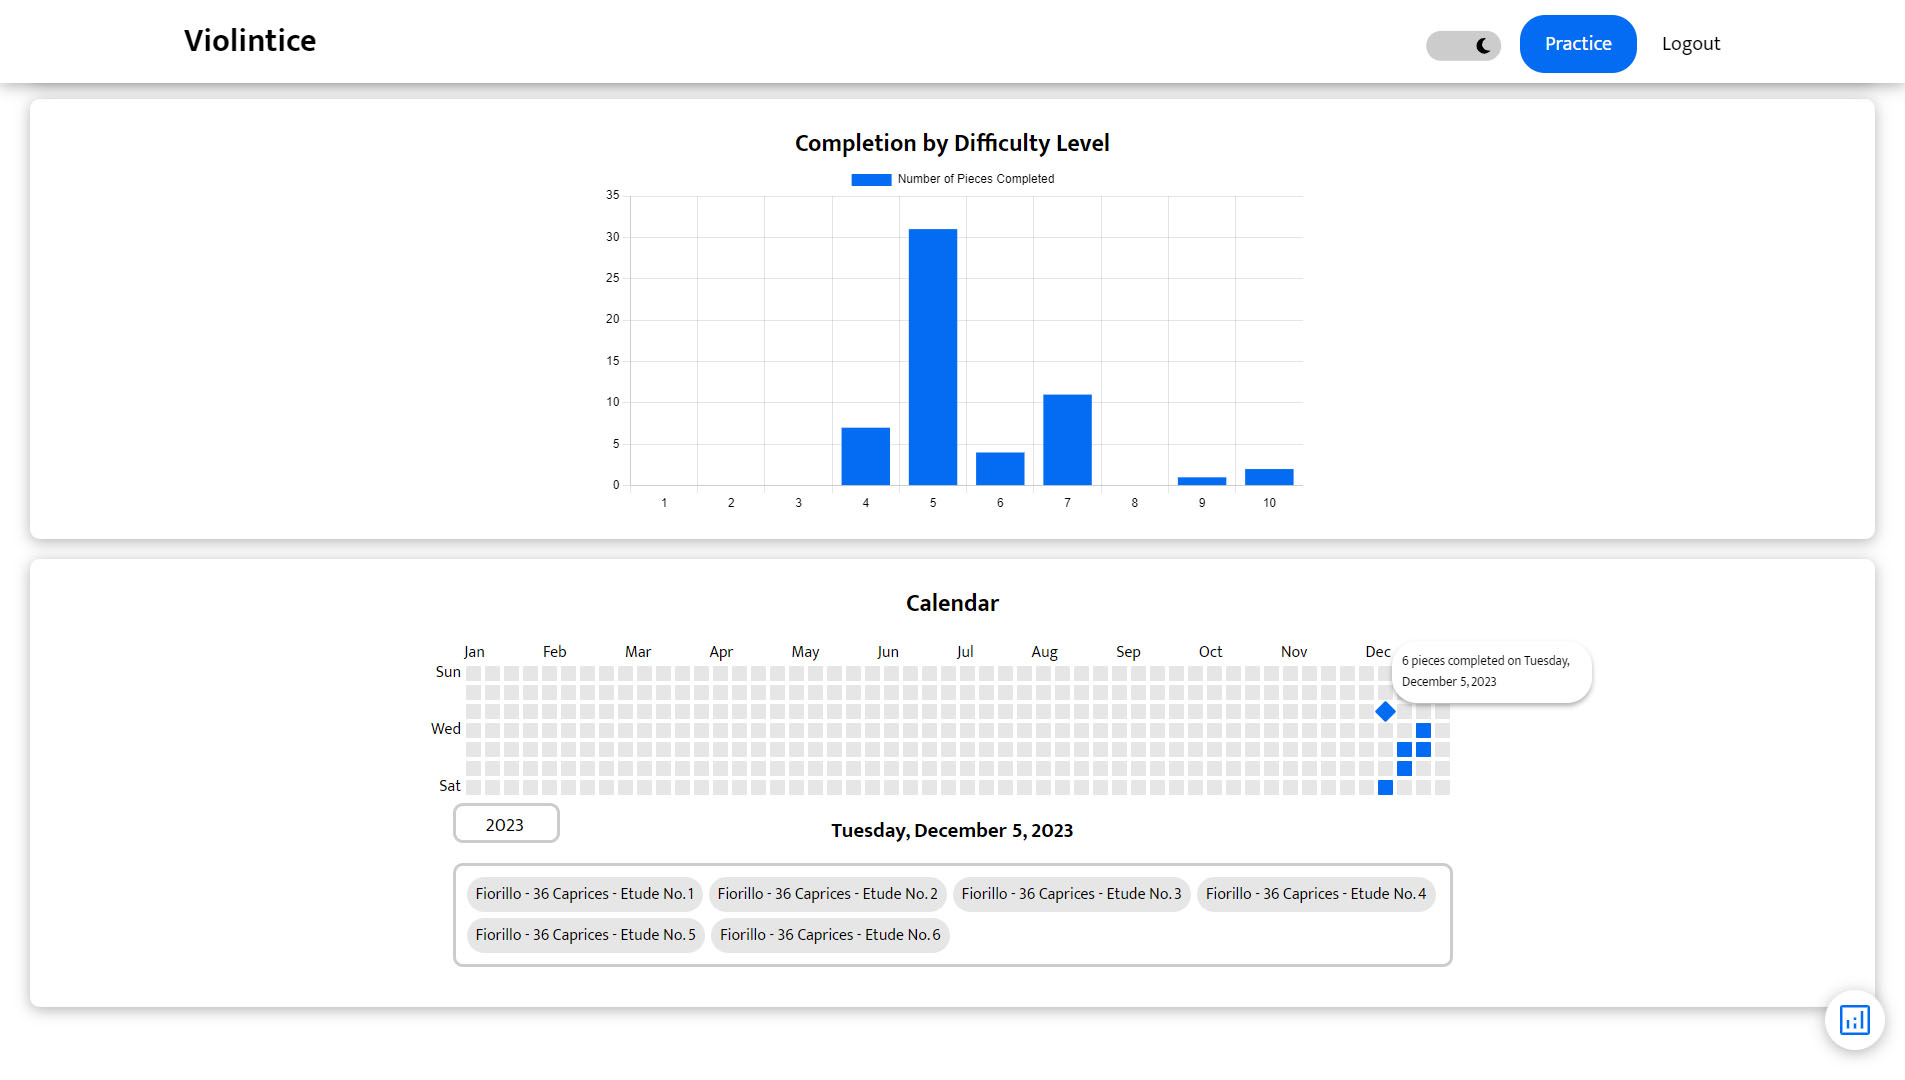 Violintice
Practice
Logout
Completion by Difficulty Level
Number of Pieces Completed
35
30
25
20
15
10
5
0
1 2 3 4 5 6 7 8 9 10
Calendar
Jan Feb Mar Apr May Jun Jul Aug Sep Oct Nov Dec
6 pieces completed on Tuesday,
December 5, 2023
Sun
Wed
Sat
2023
Tuesday, December 5, 2023
Fiorillo - 36 Caprices - Etude No. 1 Fiorillo - 36 Caprices - Etude No. 2 Fiorillo - 36 Caprices - Etude No. 3 Fiorillo - 36 Caprices - Etude No. 4
Fiorillo - 36 Caprices - Etude No. 5 Fiorillo - 36 Caprices - Etude No. 6